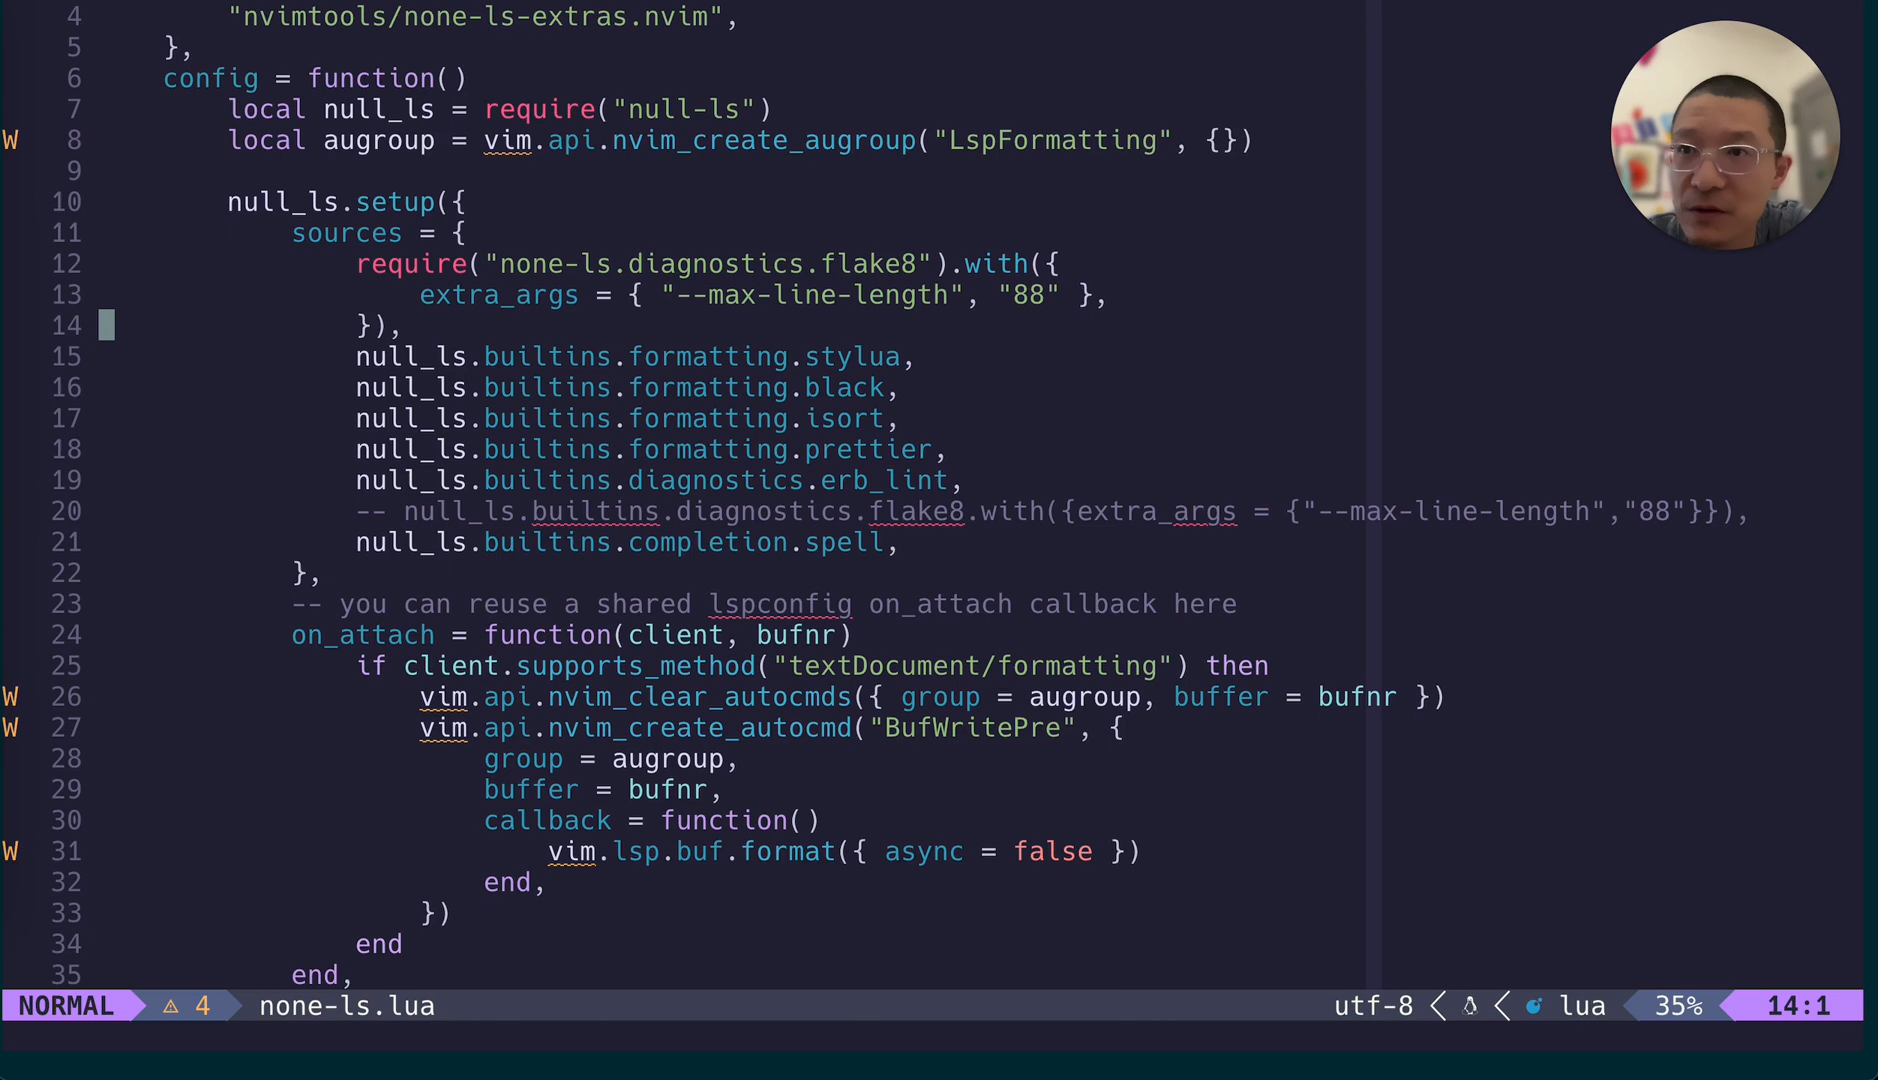 4 "nvimtools/none-ls-extras.nvim",
5 },
6 config = function()
7 local null_ls = require("null-ls")
W 8 local augroup = vim.api.nvim_create_augroup("LspFormatting", {})
9
10 null_ls.setup({
11 sources = {
12 require("none-ls.diagnostics.flake8").with({
13 extra_args = { "--max-line-length", "88" },
14 }),
15 null_ls.builtins.formatting.stylua,
16 null_ls.builtins.formatting.black,
17 null_ls.builtins.formatting.isort,
18 null_ls.builtins.formatting.prettier,
19 null_ls.builtins.diagnostics.erb_lint,
20 -- null_ls.builtins.diagnostics.flake8.with({extra_args = {"--max-line-length","88"}}),
21 null_ls.builtins.completion.spell,
22 },
23 -- you can reuse a shared lspconfig on_attach callback here
24 on_attach = function(client, bufnr)
25 if client.supports_method("textDocument/formatting") then
W 26 vim.api.nvim_clear_autocmds({ group = augroup, buffer = bufnr })
W 27 vim.api.nvim_create_autocmd("BufWritePre", {
28 group = augroup,
29 buffer = bufnr,
30 callback = function()
W 31 vim.lsp.buf.format({ async = false })
32 end,
33 })
34 end
35 end,
NORMAL ⚠ 4 none-ls.lua utf-8 lua 35% 14:1